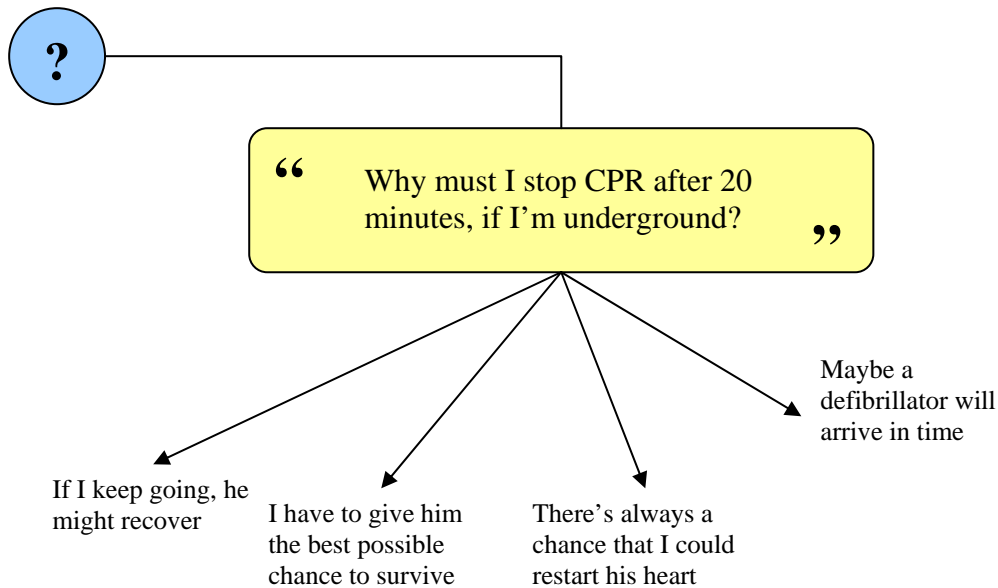 ?
“
Why must I stop CPR after 20
minutes, if I’m underground?
”
If I keep going, he
might recover
I have to give him
the best possible
chance to survive
There’s always a
chance that I could
restart his heart
Maybe a
defibrillator will
arrive in time